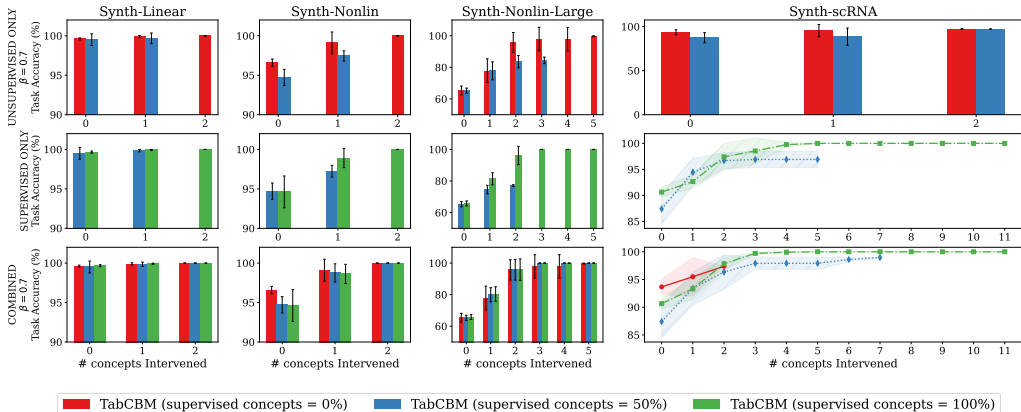 Synth-Linear
Synth-Nonlin
Synth-Nonlin-Large
Synth-scRNA
UNSUPERVISED ONLY
β = 0.7
Task Accuracy (%)
100
95
90
0 1 2
100
95
90
0 1 2
100
80
60
0 1 2 3 4 5
100
50
0
0 1 2
SUPERVISED ONLY
Task Accuracy (%)
100
95
90
0 1 2
100
95
90
0 1 2
100
80
60
0 1 2 3 4 5
100
95
90
85
0 1 2 3 4 5 6 7 8 9 10 11
COMBINED
β = 0.7
Task Accuracy (%)
100
95
90
0 1 2
100
95
90
0 1 2
100
80
60
0 1 2 3 4 5
100
95
90
85
0 1 2 3 4 5 6 7 8 9 10 11
# concepts Intervened
# concepts Intervened
# concepts Intervened
# concepts Intervened
TabCBM (supervised concepts = 0%)
TabCBM (supervised concepts = 50%)
TabCBM (supervised concepts = 100%)